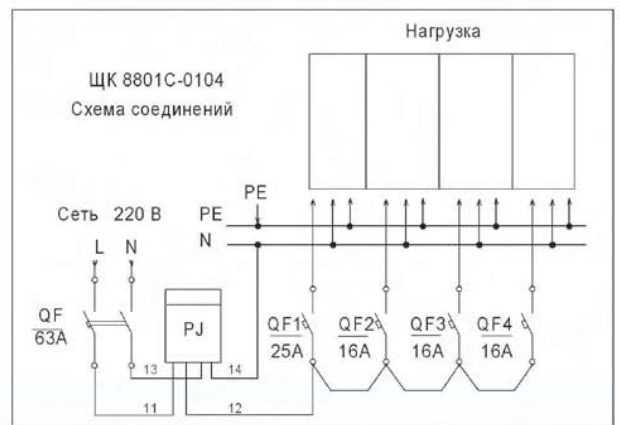 Нагрузка
ЩК 8801С-0104
Схема соединений
PE
Сеть 220 В
PE
L N
N
QF
63A
PJ
QF1
25A
QF2
16A
QF3
16A
QF4
16A
13
14
11
12